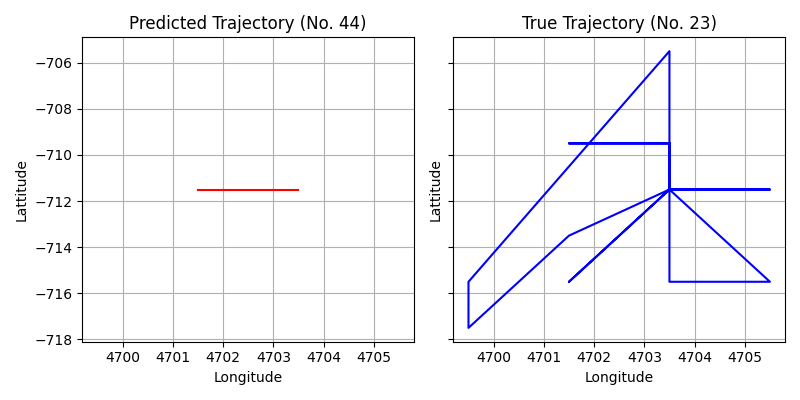 Predicted Trajectory (No. 44)
True Trajectory (No. 23)
−706
−708
−710
−712
−714
−716
−718
Lattitude
Lattitude
4700 4701 4702 4703 4704 4705
4700 4701 4702 4703 4704 4705
Longitude
Longitude